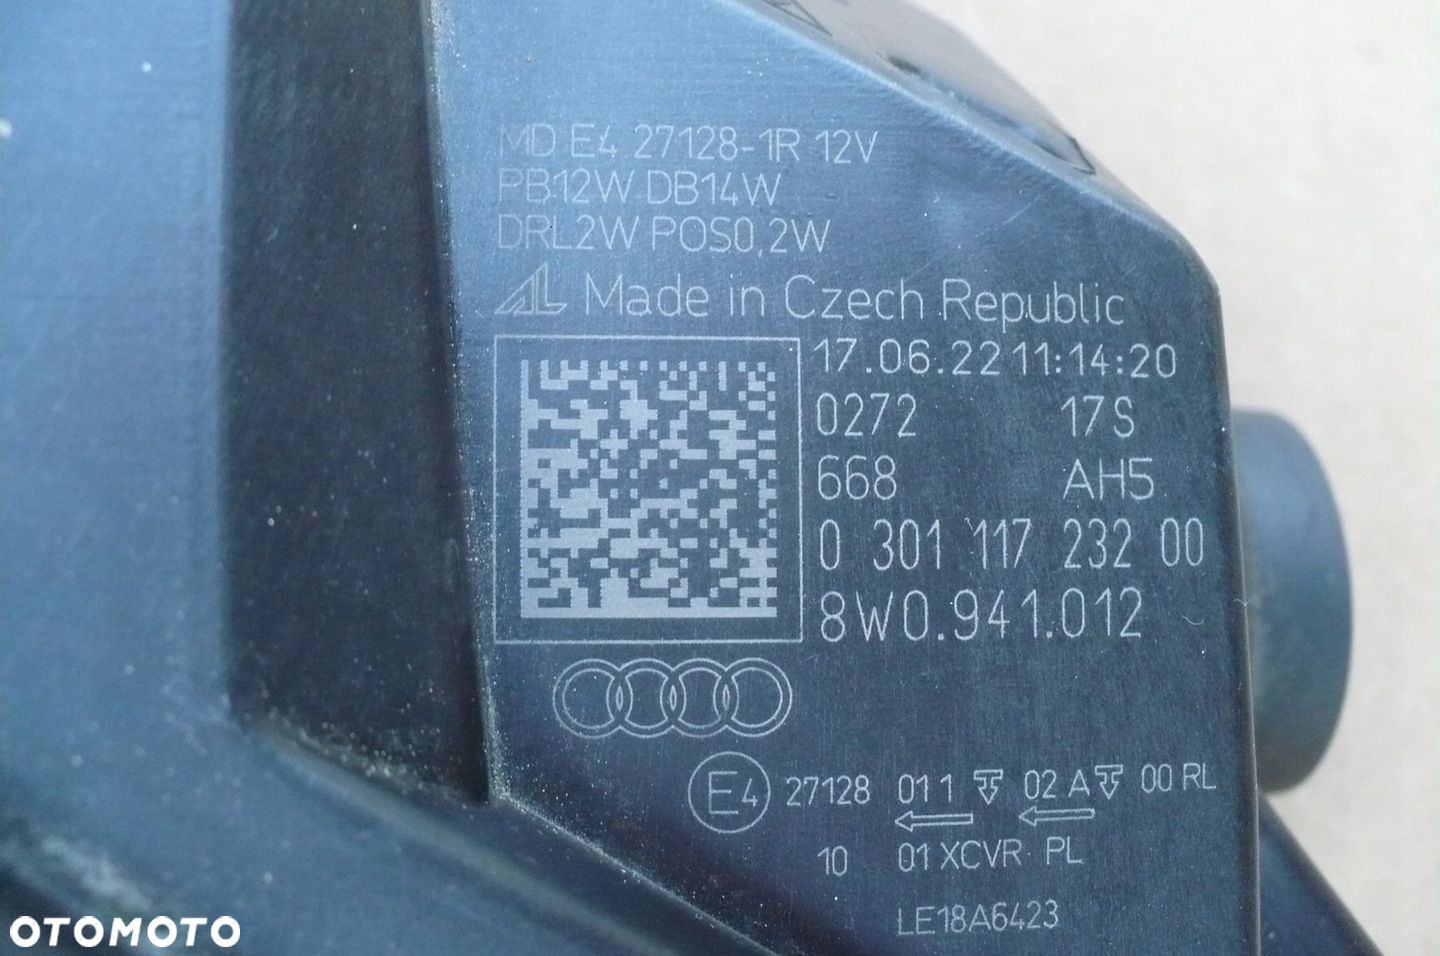 MD E4 27128-1R 12V
PB12W DB14W
DRL2W POS0,2W
AL Made in Czech Republic
17.06.22 11:14:20
0272 17S
668 AH5
0 301 117 232 00
8W0.941.012
E4 27128 01 1 02 A 00 RL
10 01 XCVR PL
LE18A6423
OTOMOTO